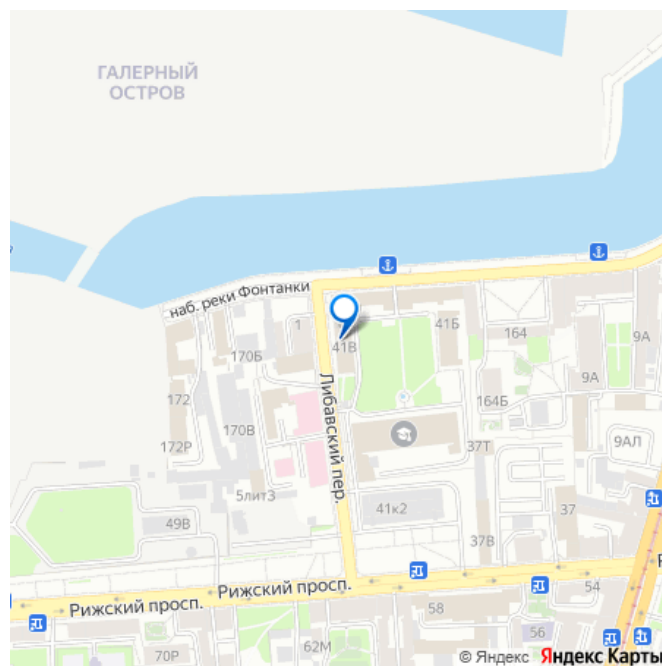 ГАЛЕРНЫЙ
ОСТРОВ
наб. реки Фонтанки
1
41В
41Б
164
9А
9А
170Б
172
164Б
Либавский пер.
170В
172Р
37Т
9АЛ
5лит3
41к2
49В
37
37В
Рижский просп.
Рижский просп.
54
58
56
62М
70Р
© Яндекс Яндекс Карты